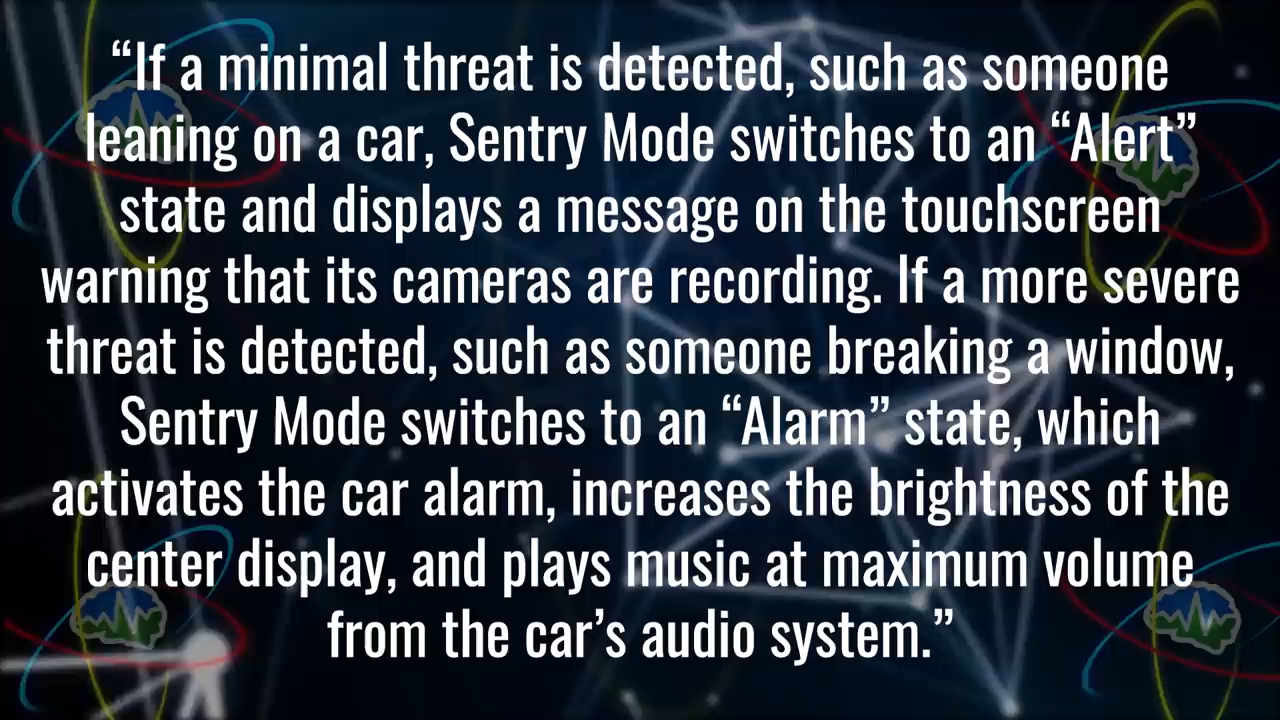 “If a minimal threat is detected, such as someone
leaning on a car, Sentry Mode switches to an “Alert”
state and displays a message on the touchscreen
warning that its cameras are recording. If a more severe
threat is detected, such as someone breaking a window,
Sentry Mode switches to an “Alarm” state, which
activates the car alarm, increases the brightness of the
center display, and plays music at maximum volume
from the car’s audio system.”